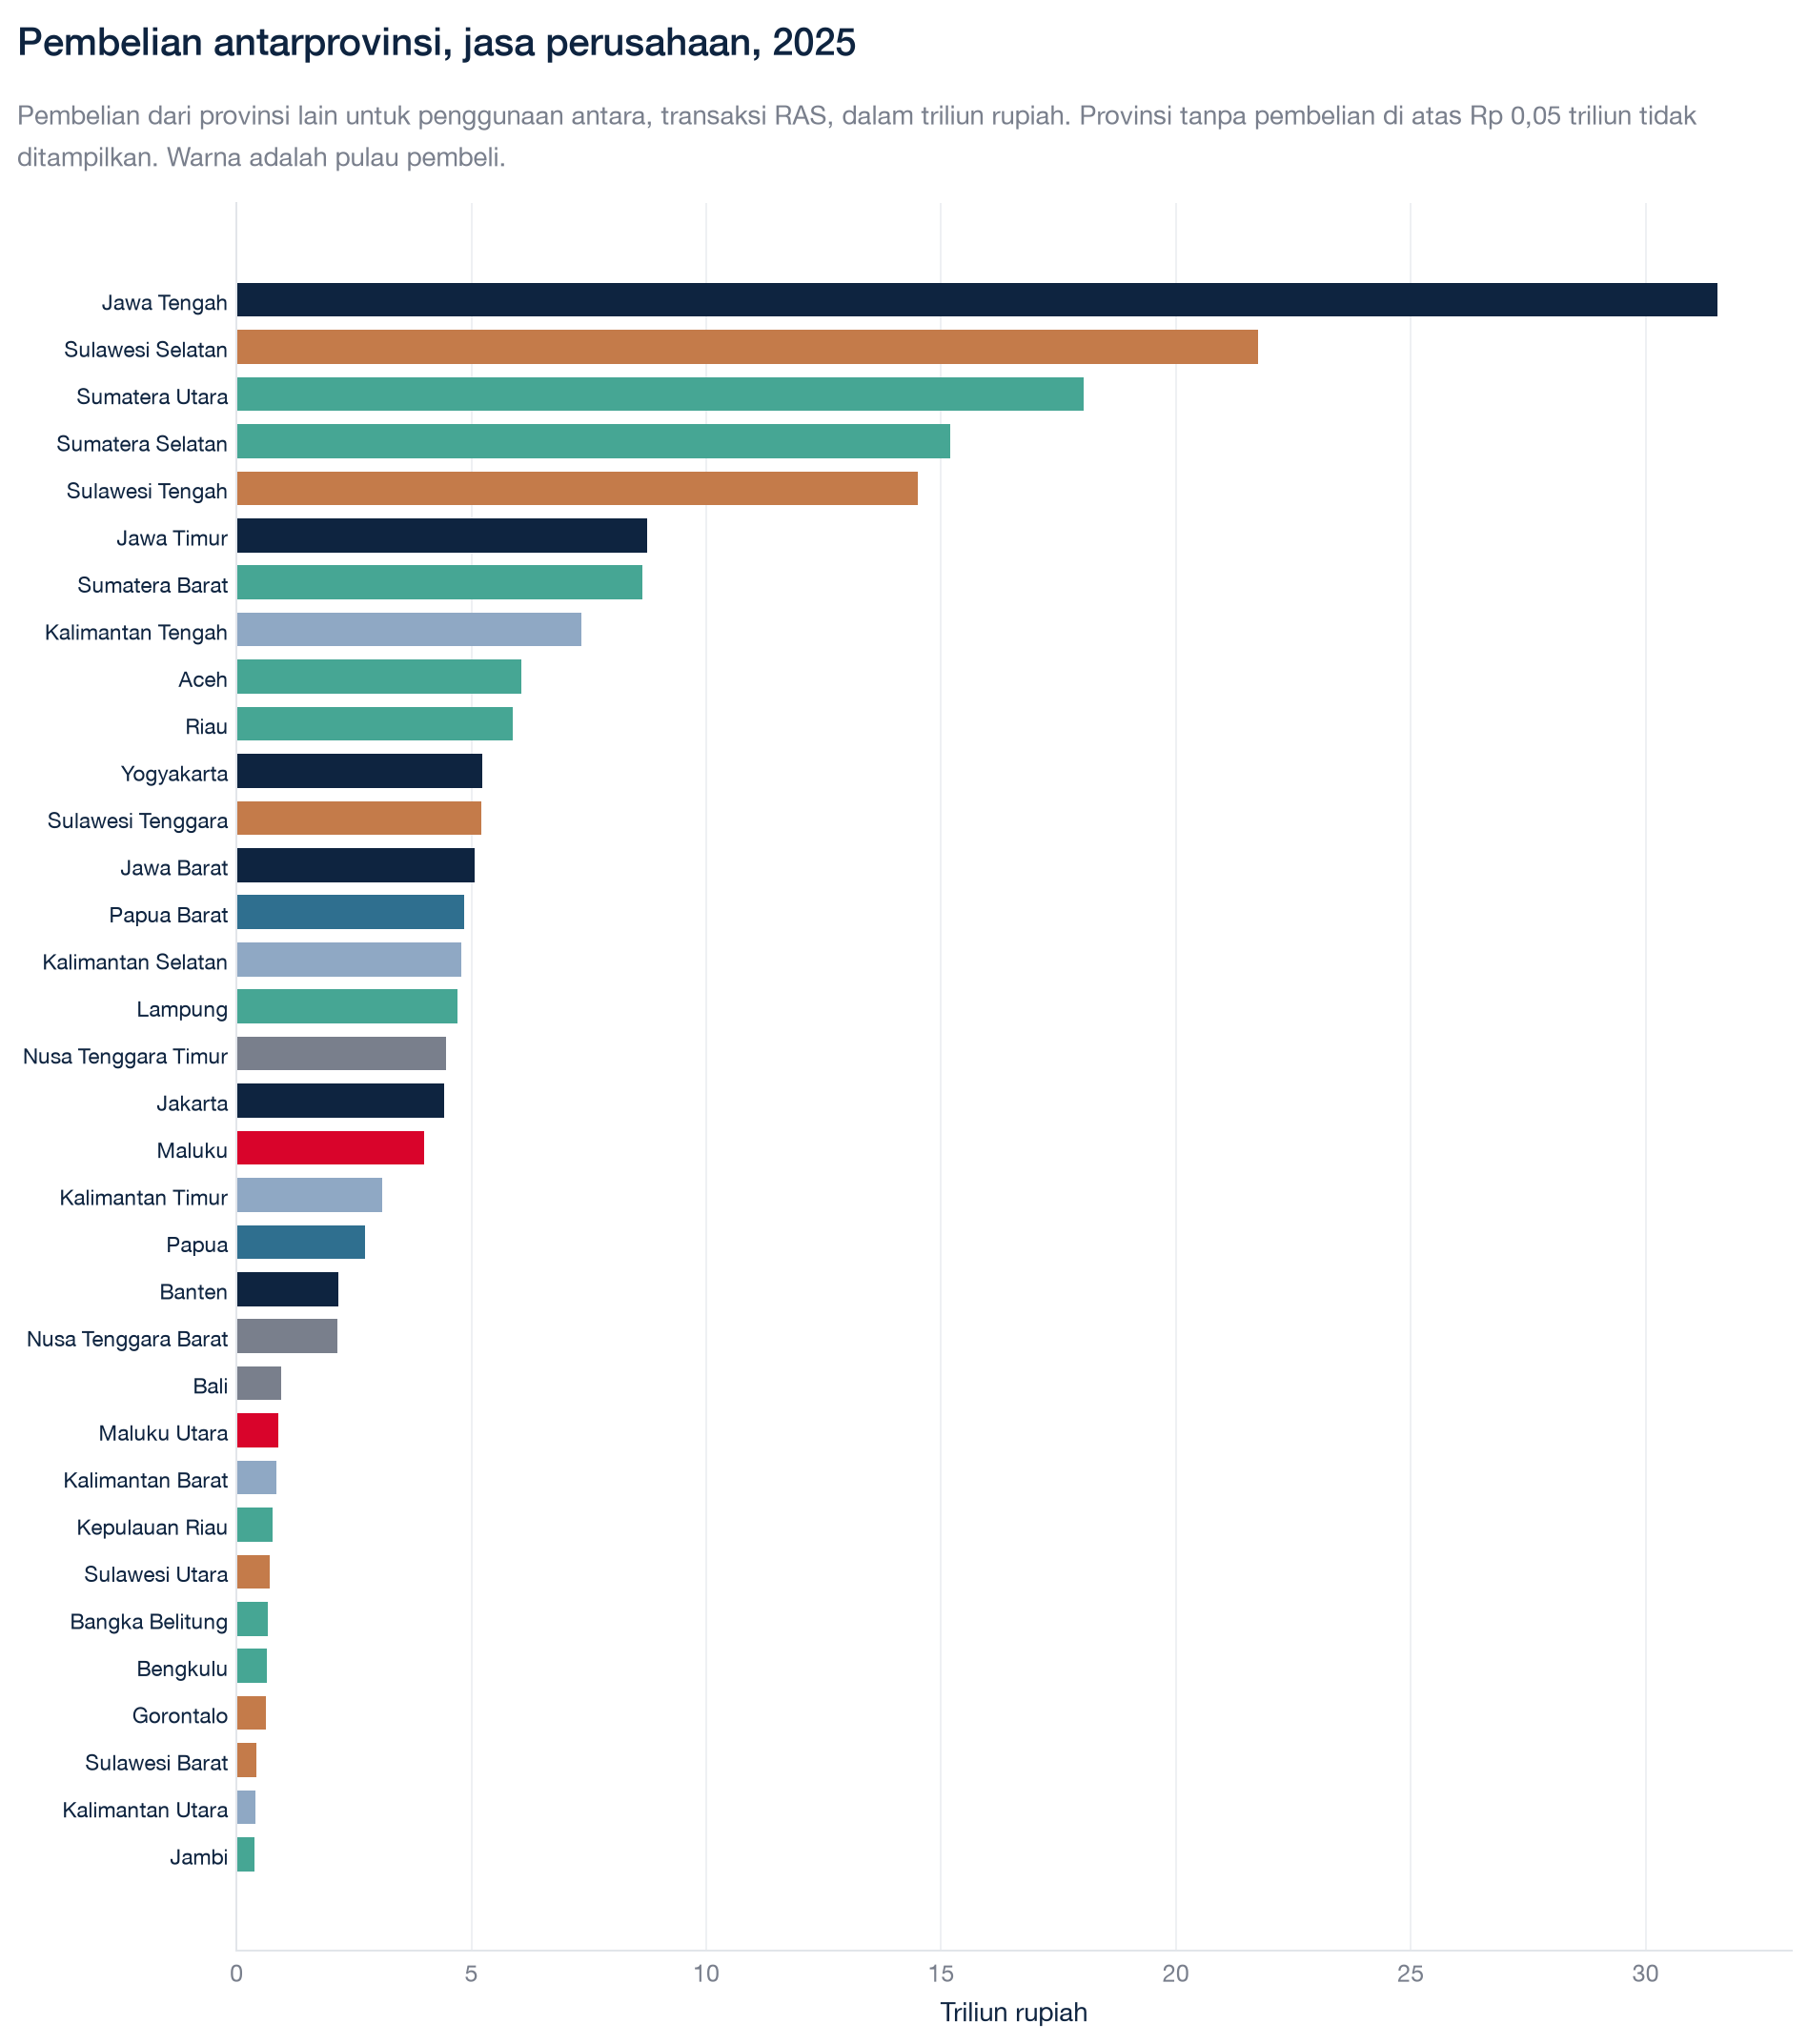 Pembelian antarprovinsi, jasa perusahaan, 2025
Pembelian dari provinsi lain untuk penggunaan antara, transaksi RAS, dalam triliun rupiah. Provinsi tanpa pembelian di atas Rp 0,05 triliun tidak
ditampilkan. Warna adalah pulau pembeli.
Jawa Tengah
Sulawesi Selatan
Sumatera Utara
Sumatera Selatan
Sulawesi Tengah
Jawa Timur
Sumatera Barat
Kalimantan Tengah
Aceh
Riau
Yogyakarta
Sulawesi Tenggara
Jawa Barat
Papua Barat
Kalimantan Selatan
Lampung
Nusa Tenggara Timur
Jakarta
Maluku
Kalimantan Timur
Papua
Banten
Nusa Tenggara Barat
Bali
Maluku Utara
Kalimantan Barat
Kepulauan Riau
Sulawesi Utara
Bangka Belitung
Bengkulu
Gorontalo
Sulawesi Barat
Kalimantan Utara
Jambi
0 5 10 15 20 25 30
Triliun rupiah